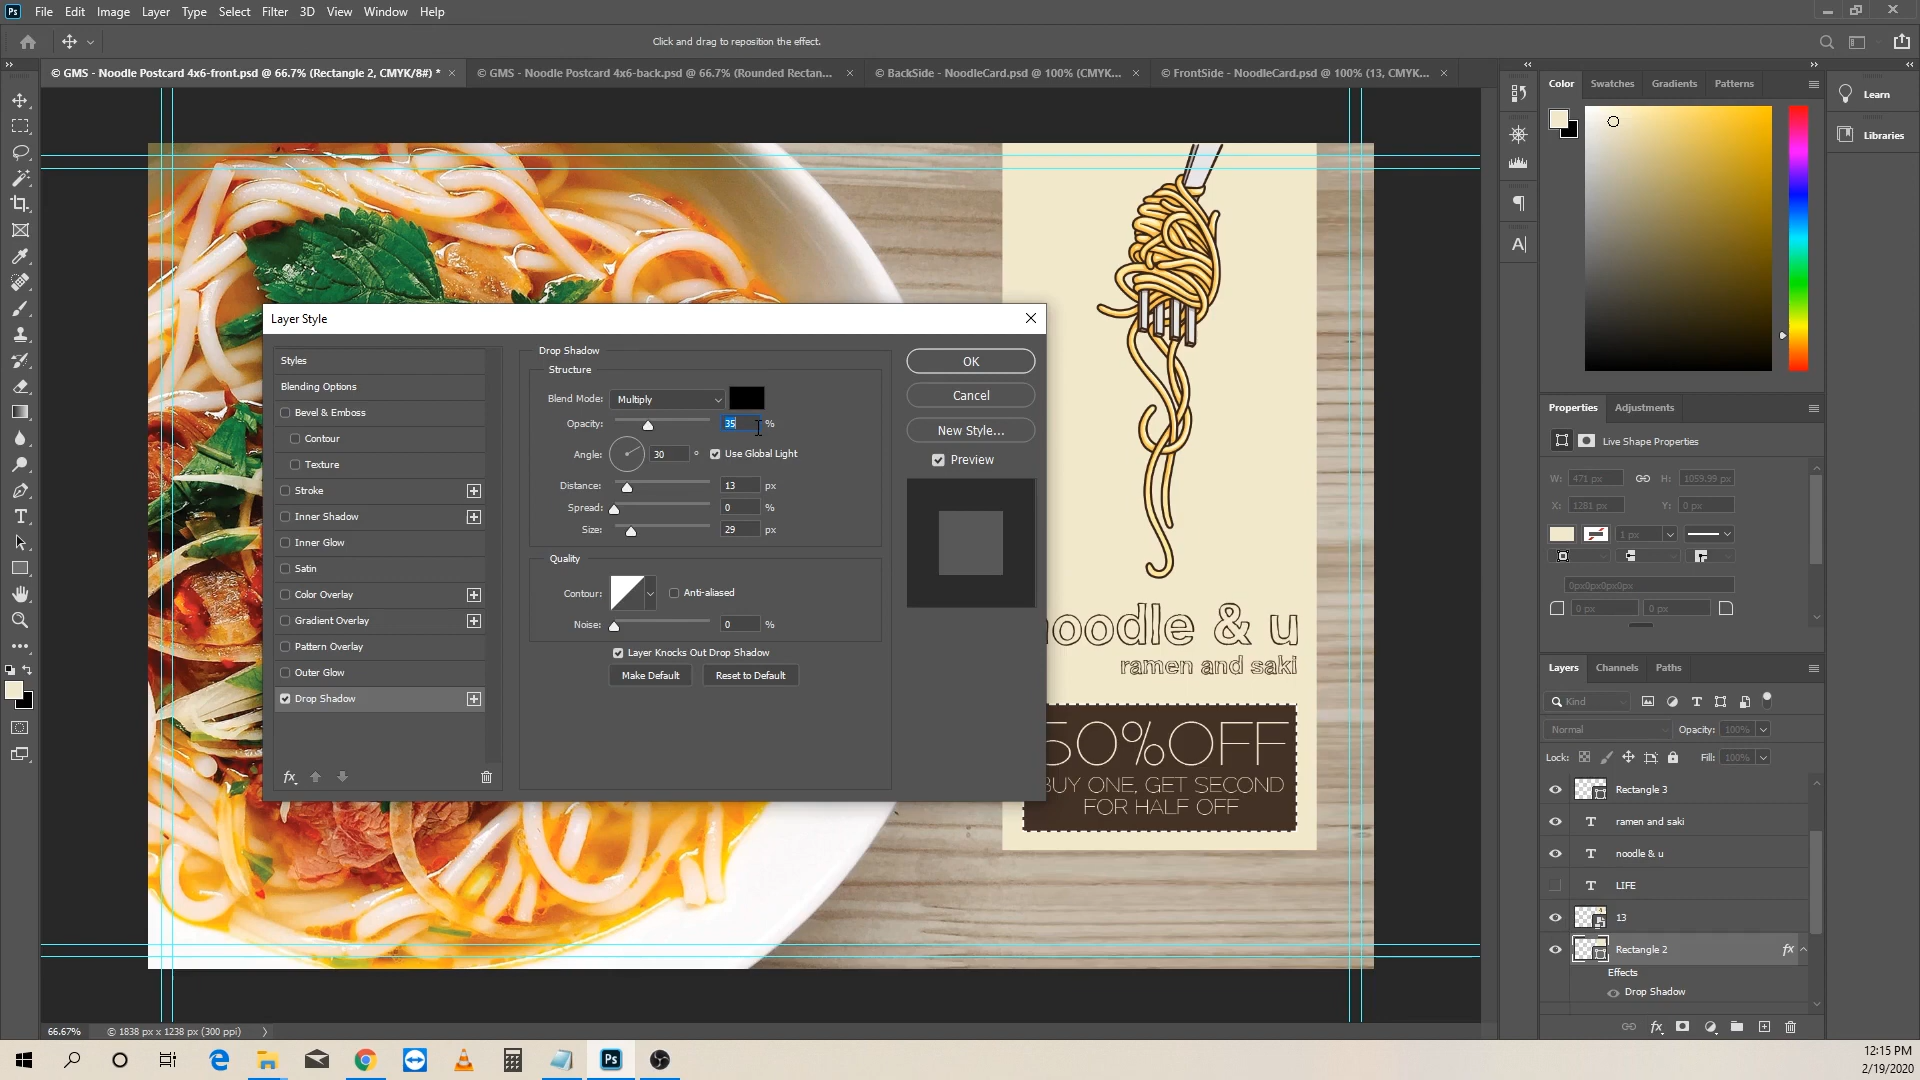 Ps File Edit Image Layer Type Select Filter 3D View Window Help
Click and drag to reposition the effect.
© GMS - Noodle Postcard 4x6-front.psd @ 66.7% (Rectangle 2, CMYK/8#) *
© GMS - Noodle Postcard 4x6-back.psd @ 66.7% (Rounded Rectan...
© BackSide - NoodleCard.psd @ 100% (CMYK...
© FrontSide - NoodleCard.psd @ 100% (13, CMYK...
Color Swatches Gradients Patterns
Learn
Libraries
Layer Style
Styles
Blending Options
Bevel & Emboss
Contour
Texture
Stroke
Inner Shadow
Inner Glow
Satin
Color Overlay
Gradient Overlay
Pattern Overlay
Outer Glow
Drop Shadow
fx
Drop Shadow
Structure
Blend Mode: Multiply
Opacity: 35 %
Angle: 30 ° Use Global Light
Distance: 13 px
Spread: 0 %
Size: 29 px
Quality
Contour: Anti-aliased
Noise: 0 %
Layer Knocks Out Drop Shadow
Make Default Reset to Default
OK
Cancel
New Style...
Preview
noodle & u
ramen and saki
50%OFF
BUY ONE, GET SECOND
FOR HALF OFF
Properties Adjustments
Live Shape Properties
W: 471 px H: 1059.99 px
X: 1281 px Y: 0 px
1 px
0px0px0px0px
0 px 0 px
Layers Channels Paths
Kind
Normal Opacity: 100%
Lock: Fill: 100%
Rectangle 3
ramen and saki
noodle & u
LIFE
13
Rectangle 2 fx
Effects
Drop Shadow
fx
66.67% © 1838 px x 1238 px (300 ppi)
Ps
12:15 PM
2/19/2020